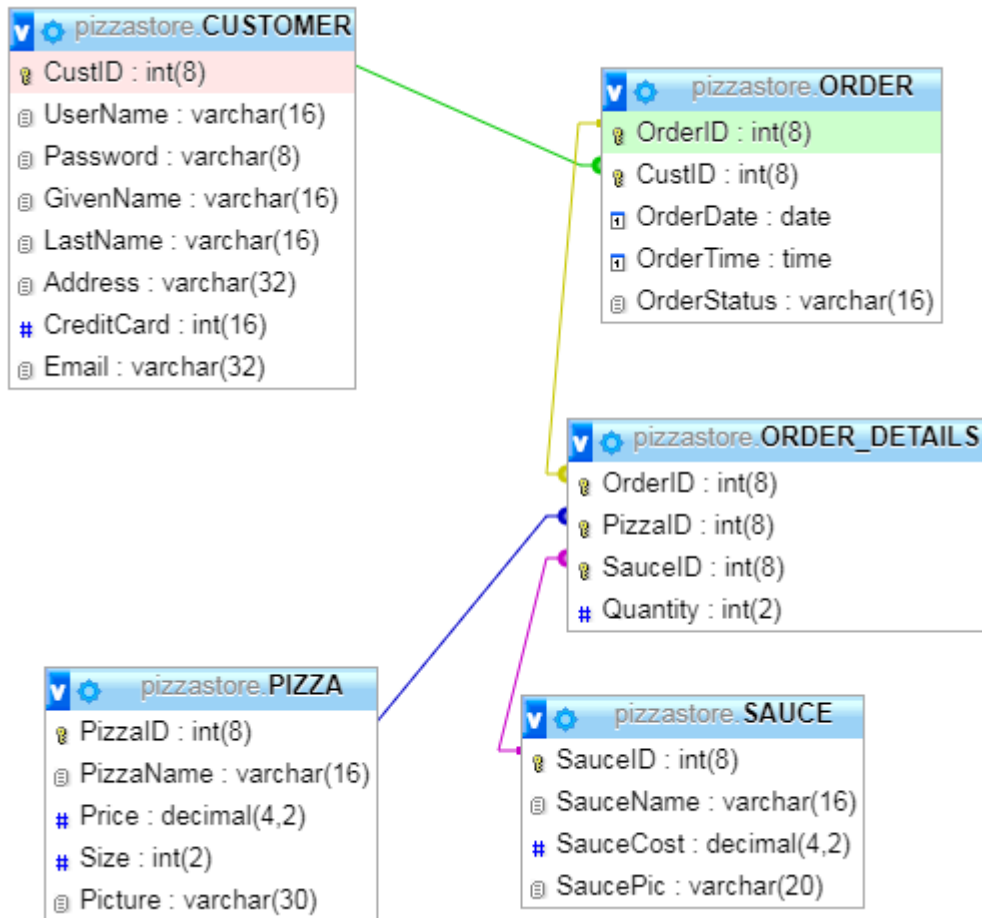 pizzastore.CUSTOMER
CustID : int(8)
UserName : varchar(16)
Password : varchar(8)
GivenName : varchar(16)
LastName : varchar(16)
Address : varchar(32)
# CreditCard : int(16)
Email : varchar(32)
pizzastore.ORDER
OrderID : int(8)
CustID : int(8)
OrderDate : date
OrderTime : time
OrderStatus : varchar(16)
pizzastore.ORDER_DETAILS
OrderID : int(8)
PizzaID : int(8)
SauceID : int(8)
# Quantity : int(2)
pizzastore.PIZZA
PizzaID : int(8)
PizzaName : varchar(16)
# Price : decimal(4,2)
# Size : int(2)
Picture : varchar(30)
pizzastore.SAUCE
SauceID : int(8)
SauceName : varchar(16)
# SauceCost : decimal(4,2)
SaucePic : varchar(20)